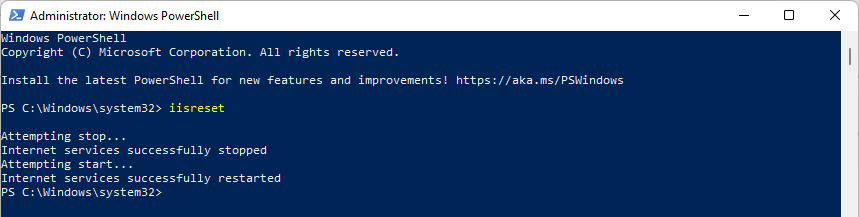 Administrator: Windows PowerShell
Windows PowerShell
Copyright (C) Microsoft Corporation. All rights reserved.
Install the latest PowerShell for new features and improvements! https://aka.ms/PSWindows
PS C:\Windows\system32> iisreset
Attempting stop...
Internet services successfully stopped
Attempting start...
Internet services successfully restarted
PS C:\Windows\system32>